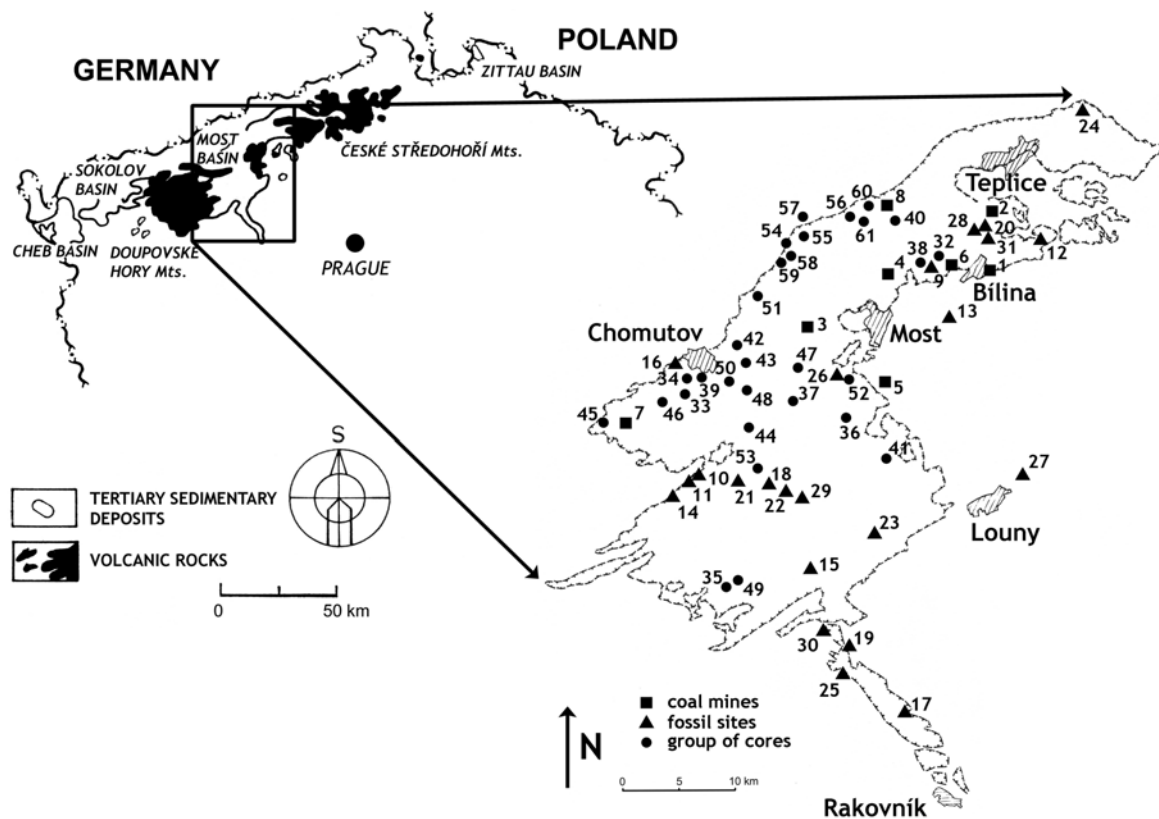 POLAND
GERMANY
ZITTAU BASIN
MOST
BASIN
ČESKÉ STŘEDOHOŘÍ Mts.
SOKOLOV
BASIN
CHEB BASIN
DOUPOVSKÉ
HORY Mts.
PRAGUE
S
TERTIARY SEDIMENTARY
DEPOSITS
VOLCANIC ROCKS
0 50 km
24
Teplice
60 8
57 56 2
40
28 20
54 55 61 31 12
58 38 32
59 4 6 1
9
Bílina
51 13
3 Most
Chomutov
42
16 43 47
50 26
34 39 52 5
33 48 37
46
45 7 36
44
41
53 27
10 18
11 21 29
14 22
Louny
23
15
35 49
30 19
25
17
coal mines
fossil sites
group of cores
N
0 5 10 km
Rakovník